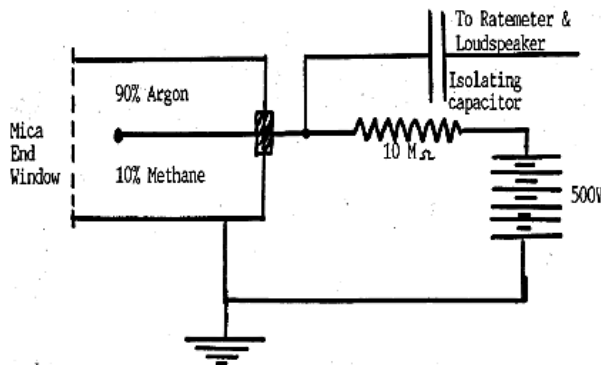 To Ratemeter &
Loudspeaker
90% Argon
Isolating
capacitor
Mica
End
Window
10% Methane
10 MΩ
500V